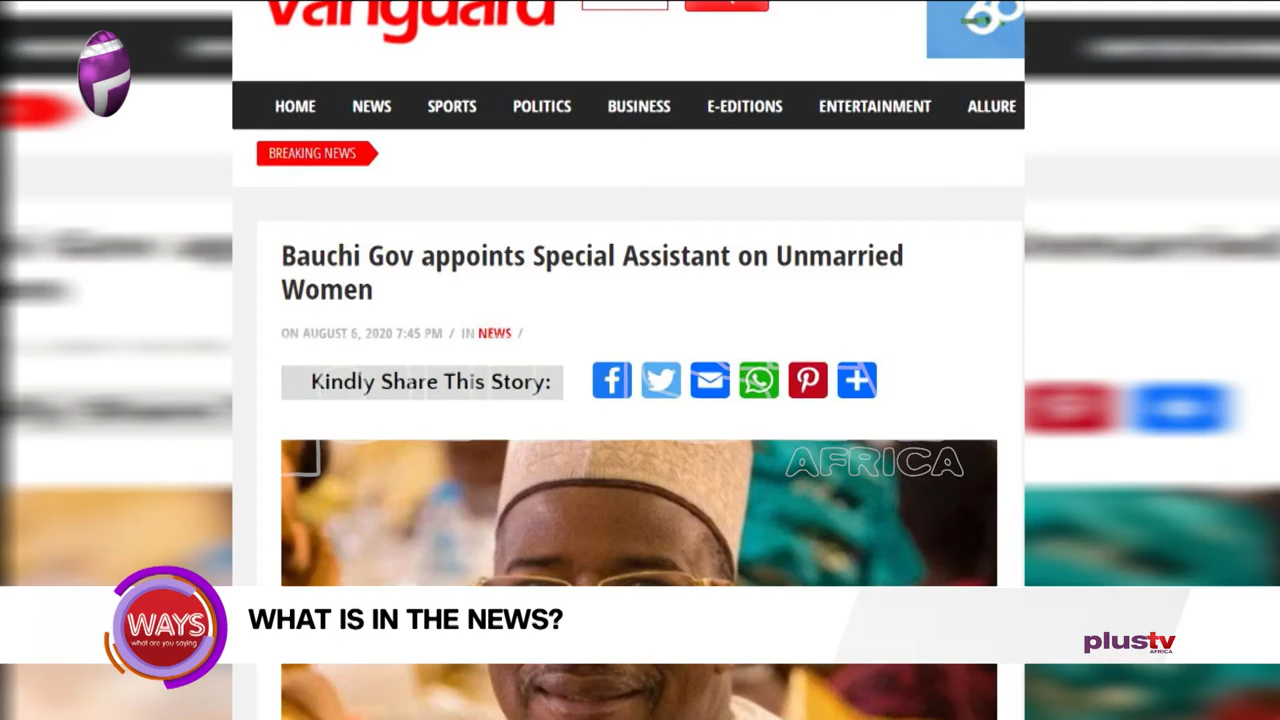 Vanguard
HOME NEWS SPORTS POLITICS BUSINESS E-EDITIONS ENTERTAINMENT ALLURE
BREAKING NEWS
Bauchi Gov appoints Special Assistant on Unmarried
Women
ON AUGUST 6, 2020 7:45 PM / IN NEWS /
Kindly Share This Story:
AFRICA
WAYS
what are you saying
WHAT IS IN THE NEWS?
plustv
AFRICA